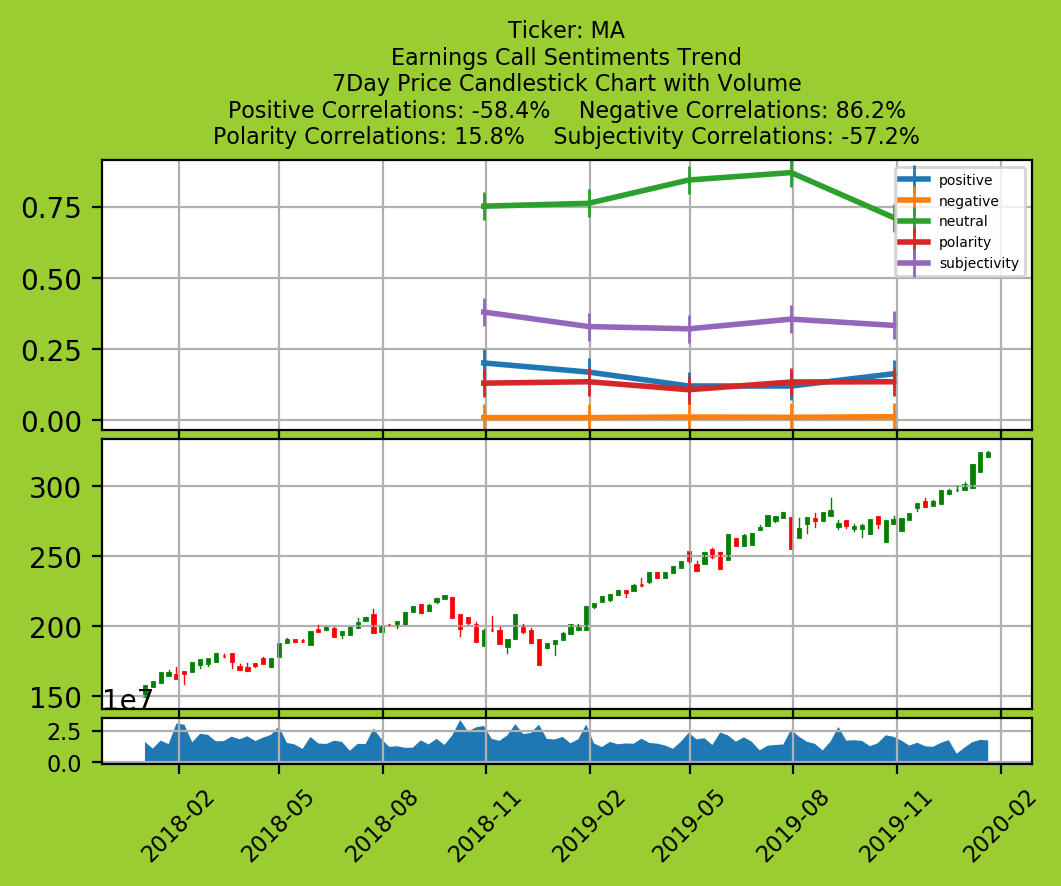 Ticker: MA
Earnings Call Sentiments Trend
7Day Price Candlestick Chart with Volume
Positive Correlations: -58.4%    Negative Correlations: 86.2%
Polarity Correlations: 15.8%    Subjectivity Correlations: -57.2%
positive
negative
neutral
polarity
subjectivity
0.75
0.50
0.25
0.00
300
250
200
150
1e7
2.5
0.0
2018-02
2018-05
2018-08
2018-11
2019-02
2019-05
2019-08
2019-11
2020-02